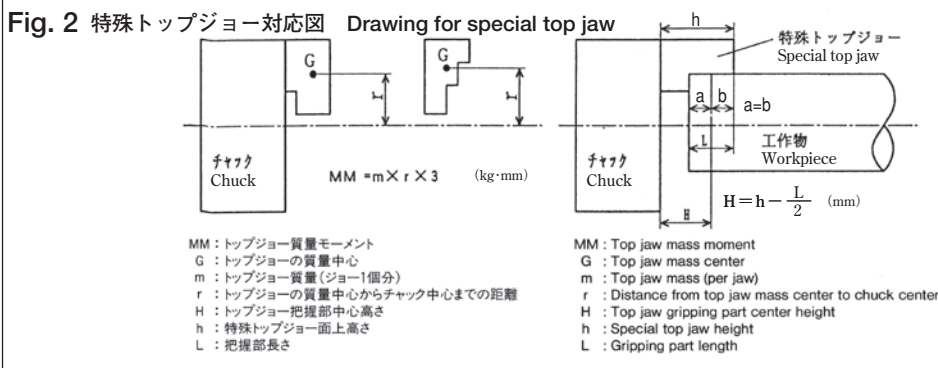 Fig. 2 特殊トップジョー対応図 Drawing for special top jaw
G
r
チャック
Chuck
G
r
MM =m×r×3 (kg·mm)
h
特殊トップジョー
Special top jaw
a b a=b
L
工作物
Workpiece
チャック
Chuck
H
H=h−L/2 (mm)
MM : トップジョー質量モーメント
G : トップジョーの質量中心
m : トップジョー質量(ジョー1個分)
r : トップジョーの質量中心からチャック中心までの距離
H : トップジョー把握部中心高さ
h : 特殊トップジョー面上高さ
L : 把握部長さ
MM : Top jaw mass moment
G : Top jaw mass center
m : Top jaw mass (per jaw)
r : Distance from top jaw mass center to chuck center
H : Top jaw gripping part center height
h : Special top jaw height
L : Gripping part length